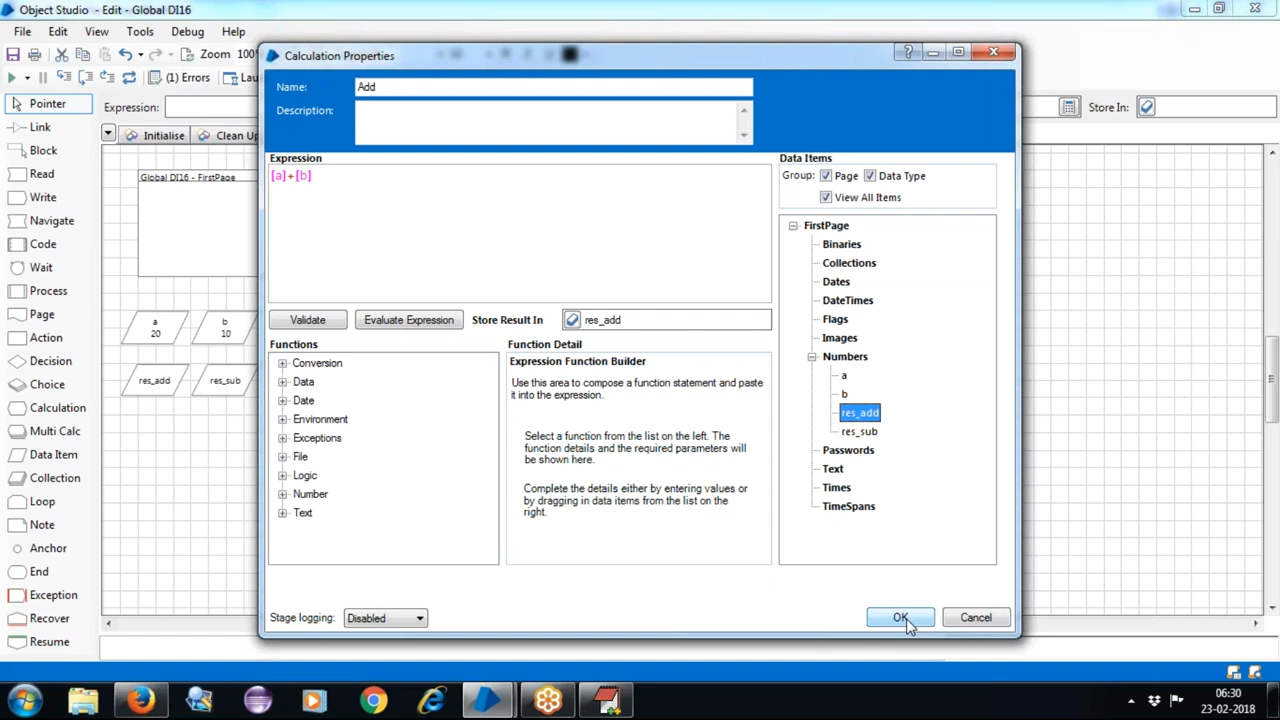 Object Studio - Edit - Global DI16
File Edit View Tools Debug Help
Zoom 100%
(1) Errors
Expression:
Store In:
Pointer
Link
Block
Read
Write
Navigate
Code
Wait
Process
Page
Action
Decision
Choice
Calculation
Multi Calc
Data Item
Collection
Loop
Note
Anchor
End
Exception
Recover
Resume
Initialise
Clean Up
Global DI16 - FirstPage
a
20
b
10
res_add
res_sub
Calculation Properties
Name: Add
Description:
Expression
[a]+[b]
Validate Evaluate Expression Store Result In res_add
Functions
Conversion
Data
Date
Environment
Exceptions
File
Logic
Number
Text
Function Detail
Expression Function Builder
Use this area to compose a function statement and paste
it into the expression.
Select a function from the list on the left. The
function details and the required parameters will
be shown here.
Complete the details either by entering values or
by dragging in data items from the list on the
right.
Data Items
Group: Page Data Type
View All Items
FirstPage
Binaries
Collections
Dates
DateTimes
Flags
Images
Numbers
a
b
res_add
res_sub
Passwords
Text
Times
TimeSpans
Stage logging: Disabled
OK Cancel
06:30
23-02-2018